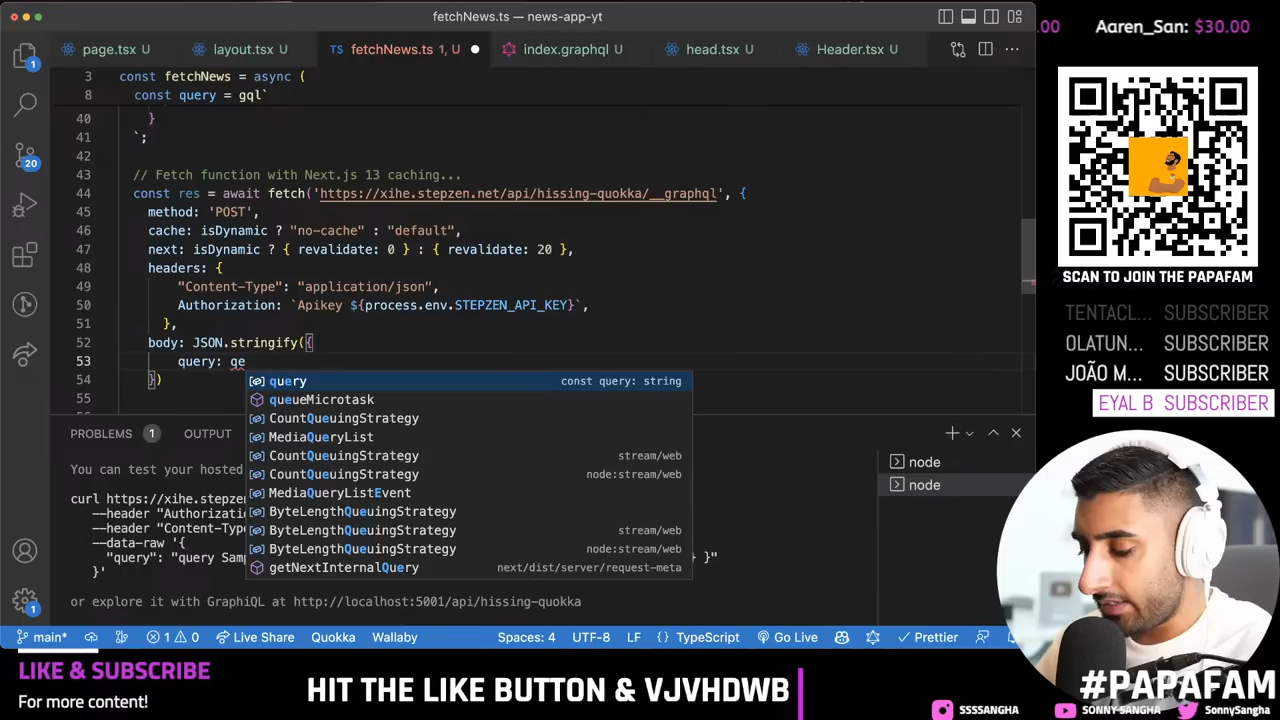 fetchNews.ts — news-app-yt
page.tsx U
layout.tsx U
TS fetchNews.ts 1, U
index.graphql U
head.tsx U
Header.tsx U
3 const fetchNews = async (
8 const query = gql`
40 }
41 `;
42
43 // Fetch function with Next.js 13 caching...
44 const res = await fetch('https://xihe.stepzen.net/api/hissing-quokka/__graphql', {
45 method: 'POST',
46 cache: isDynamic ? "no-cache" : "default",
47 next: isDynamic ? { revalidate: 0 } : { revalidate: 20 },
48 headers: {
49 "Content-Type": "application/json",
50 Authorization: `Apikey ${process.env.STEPZEN_API_KEY}`,
51 },
52 body: JSON.stringify({
53 query: qe
54 })
55
query const query: string
queueMicrotask
CountQueuingStrategy
MediaQueryList
CountQueuingStrategy stream/web
CountQueuingStrategy node:stream/web
MediaQueryListEvent
ByteLengthQueuingStrategy
ByteLengthQueuingStrategy stream/web
ByteLengthQueuingStrategy node:stream/web
getNextInternalQuery next/dist/server/request-meta
PROBLEMS 1 OUTPUT
You can test your hosted
curl https://xihe.stepze
--header "Authorizatio
--header "Content-Typ
--data-raw '{
"query": "query Sam } }"
}'
or explore it with GraphiQL at http://localhost:5001/api/hissing-quokka
node
node
1
20
1
main* 1 0 Live Share Quokka Wallaby Spaces: 4 UTF-8 LF {} TypeScript Go Live Prettier
.00 Aaren_San: $30.00
SCAN TO JOIN THE PAPAFAM
TENTACL... SUBSCRIBER
OLATUN... SUBSCRIBER
JOÃO M... SUBSCRIBER
EYAL B SUBSCRIBER
LIKE & SUBSCRIBE
For more content!
HIT THE LIKE BUTTON & VJVHDWB
#PAPAFAM
SSSSANGHA SONNY SANGHA SonnySangha